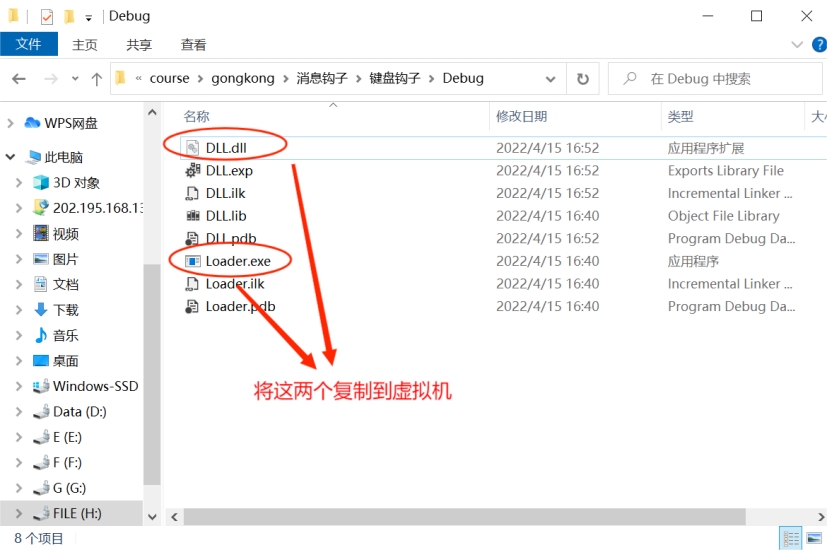 Debug
文件 主页 共享 查看
« course › gongkong › 消息钩子 › 键盘钩子 › Debug
在 Debug 中搜索
WPS网盘
此电脑
3D 对象
202.195.168.13
视频
图片
文档
下载
音乐
桌面
Windows-SSD
Data (D:)
E (E:)
F (F:)
G (G:)
FILE (H:)
名称 修改日期 类型 大小
DLL.dll 2022/4/15 16:52 应用程序扩展
DLL.exp 2022/4/15 16:52 Exports Library File
DLL.ilk 2022/4/15 16:52 Incremental Linker ...
DLL.lib 2022/4/15 16:40 Object File Library
DLL.pdb 2022/4/15 16:52 Program Debug Da...
Loader.exe 2022/4/15 16:40 应用程序
Loader.ilk 2022/4/15 16:40 Incremental Linker ...
Loader.pdb 2022/4/15 16:40 Program Debug Da...
将这两个复制到虚拟机
8 个项目